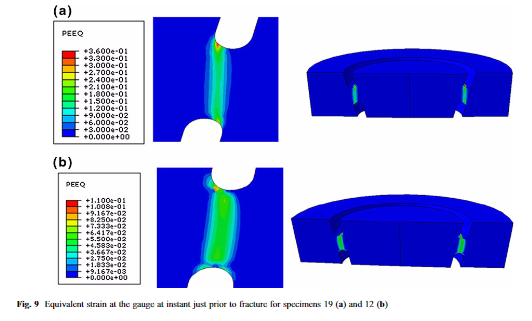 (a)
PEEQ
+3.600e-01
+3.300e-01
+3.000e-01
+2.700e-01
+2.400e-01
+2.100e-01
+1.800e-01
+1.500e-01
+1.200e-01
+9.000e-02
+6.000e-02
+3.000e-02
+0.000e+00
(b)
PEEQ
+1.100e-01
+1.008e-01
+9.167e-02
+8.250e-02
+7.333e-02
+6.417e-02
+5.500e-02
+4.583e-02
+3.667e-02
+2.750e-02
+1.833e-02
+9.167e-03
+0.000e+00
Fig. 9 Equivalent strain at the gauge at instant just prior to fracture for specimens 19 (a) and 12 (b)